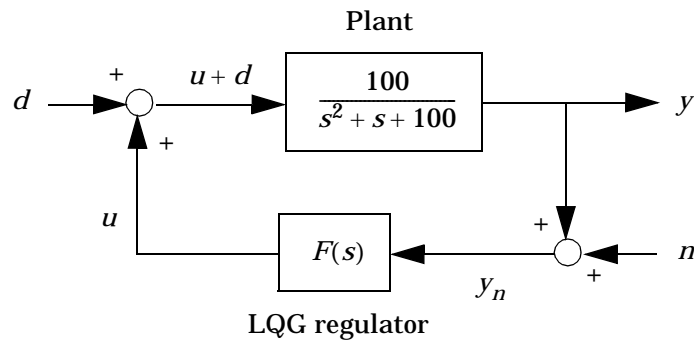 Plant
+
d
u + d
100
s² + s + 100
y
+
u
+
F(s)
yₙ
+
n
LQG regulator